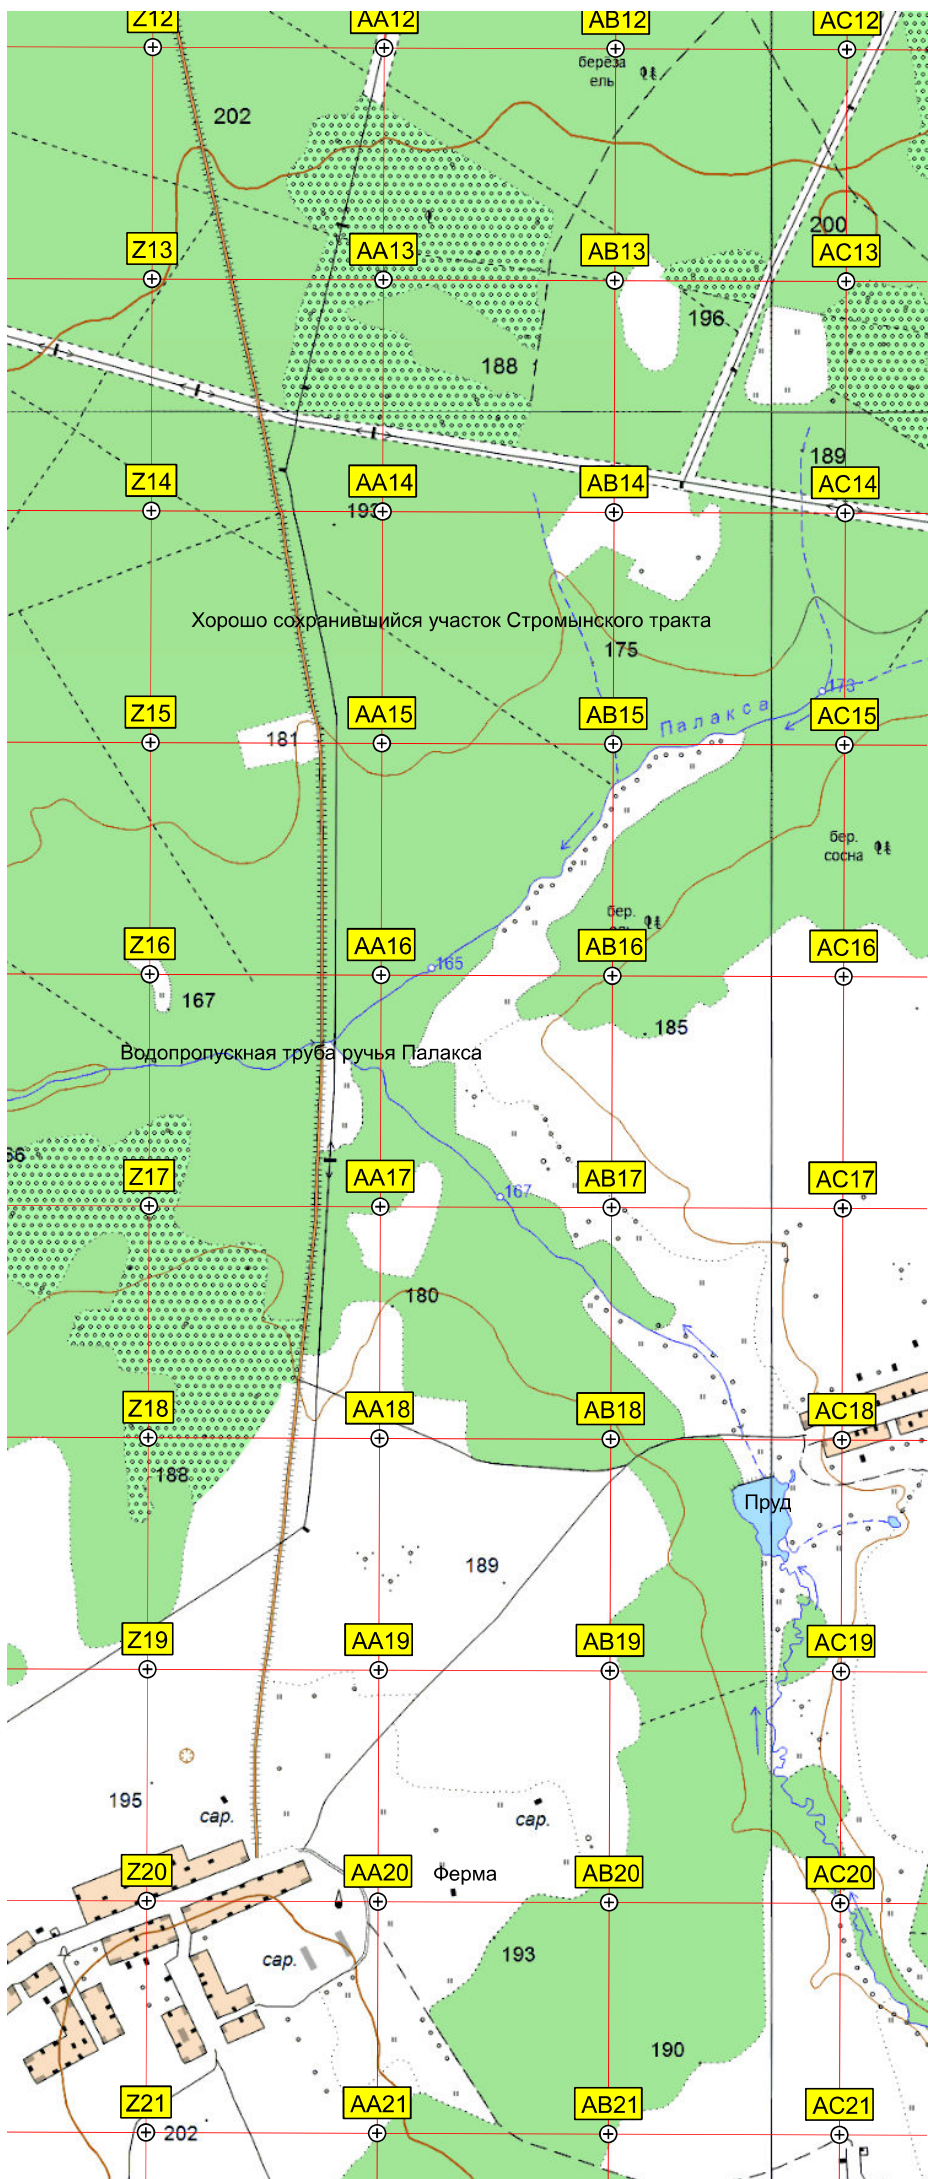 Z12 AA12 AB12 AC12
береза
ель
202
200
Z13 AA13 AB13 AC13
196
188
189
Z14 AA14 AB14 AC14
193
Хорошо сохранившийся участок Стромынского тракта
175
173
Палакса
Z15 AA15 AB15 AC15
181
бер.
сосна
бер.
Z16 AA16 AB16 AC16
165
167
185
Водопропускная труба ручья Палакса
Z17 AA17 AB17 AC17
167
180
Z18 AA18 AB18 AC18
188
Пруд
189
Z19 AA19 AB19 AC19
195
сар.
сар.
Z20 AA20 Ферма AB20 AC20
193
сар.
190
Z21 AA21 AB21 AC21
202